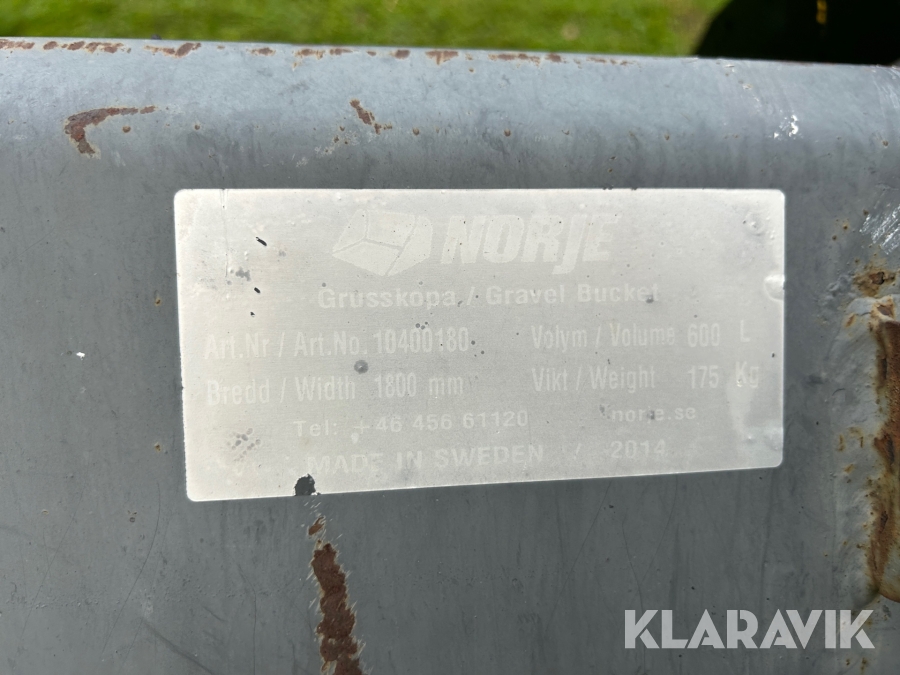 NORJE
Grusskopa / Gravel Bucket
Art.Nr / Art.No. 10400180 Volym / Volume 600 L
Bredd / Width 1800 mm Vikt / Weight 175 Kg
Tel: +46 456 61120 norje.se
MADE IN SWEDEN / 2014
KLARAVIK